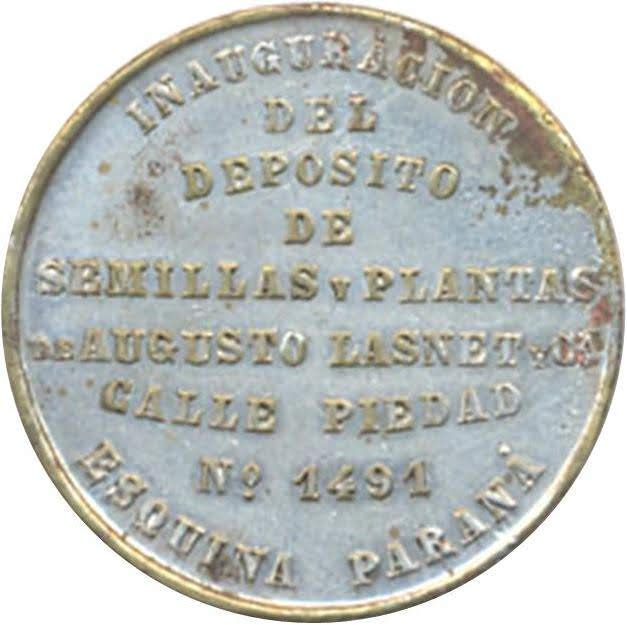 INAUGURACION
DEL
DEPOSITO
DE
SEMILLAS Y PLANTAS
DE AUGUSTO LASNET Y CA
CALLE PIEDAD
Nº 1491
ESQUINA PARANÁ